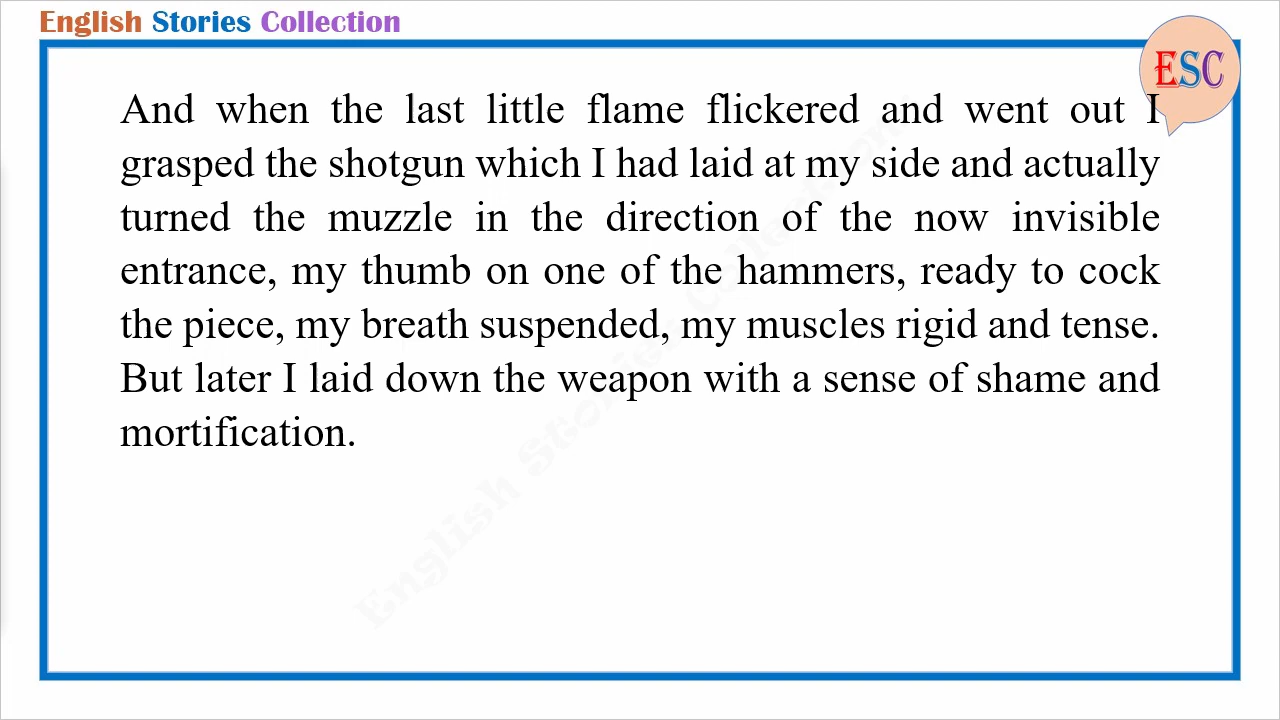 English Stories Collection
ESC
And when the last little flame flickered and went out I
grasped the shotgun which I had laid at my side and actually
turned the muzzle in the direction of the now invisible
entrance, my thumb on one of the hammers, ready to cock
the piece, my breath suspended, my muscles rigid and tense.
But later I laid down the weapon with a sense of shame and
mortification.
English Stories Collection